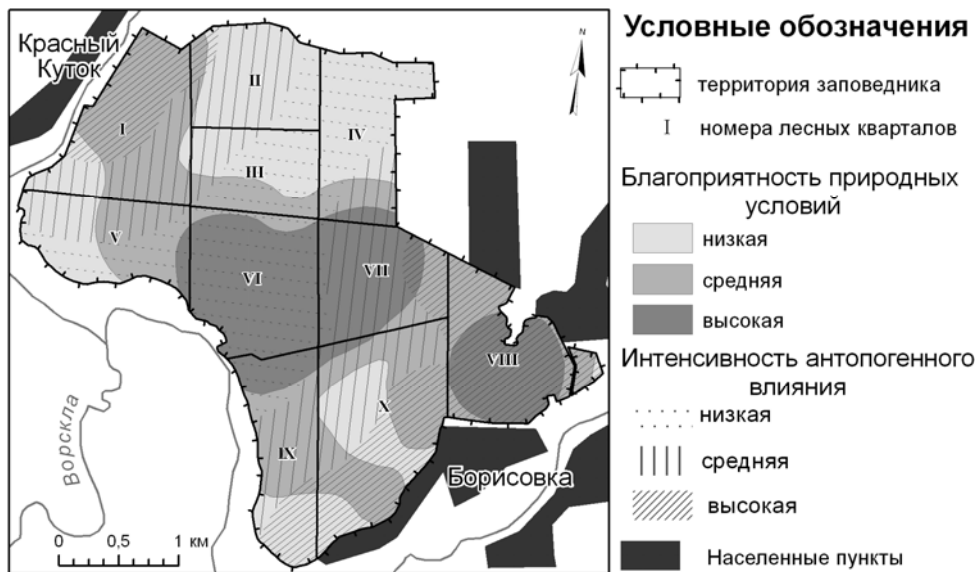 Красный
Куток
N
I
II
III
IV
V
VI
VII
VIII
IX
X
Ворскла
Борисовка
0 0,5 1 км
Условные обозначения
территория заповедника
I номера лесных кварталов
Благоприятность природных
условий
низкая
средняя
высокая
Интенсивность антопогенного
влияния
низкая
средняя
высокая
Населенные пункты